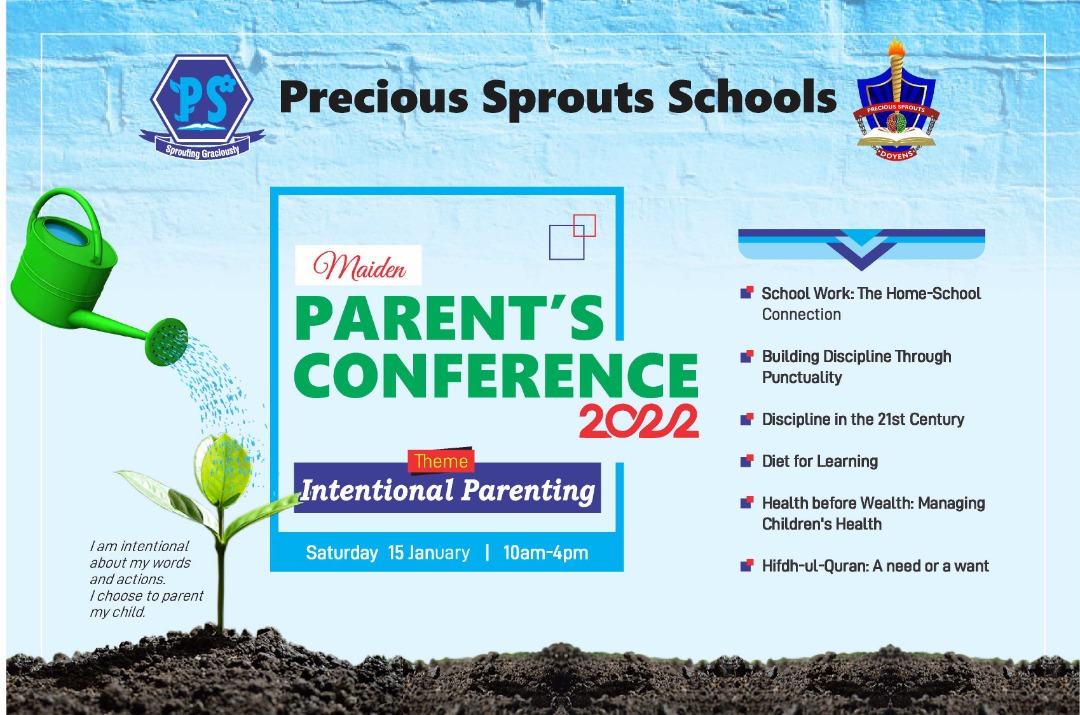 PS
Sprouting Graciously
Precious Sprouts Schools
PRECIOUS SPROUTS
DOYENS
Maiden
PARENT'S
CONFERENCE
2022
Theme
Intentional Parenting
Saturday 15 January | 10am-4pm
School Work: The Home-School
Connection
Building Discipline Through
Punctuality
Discipline in the 21st Century
Diet for Learning
Health before Wealth: Managing
Children's Health
Hifdh-ul-Quran: A need or a want
I am intentional
about my words
and actions.
I choose to parent
my child.